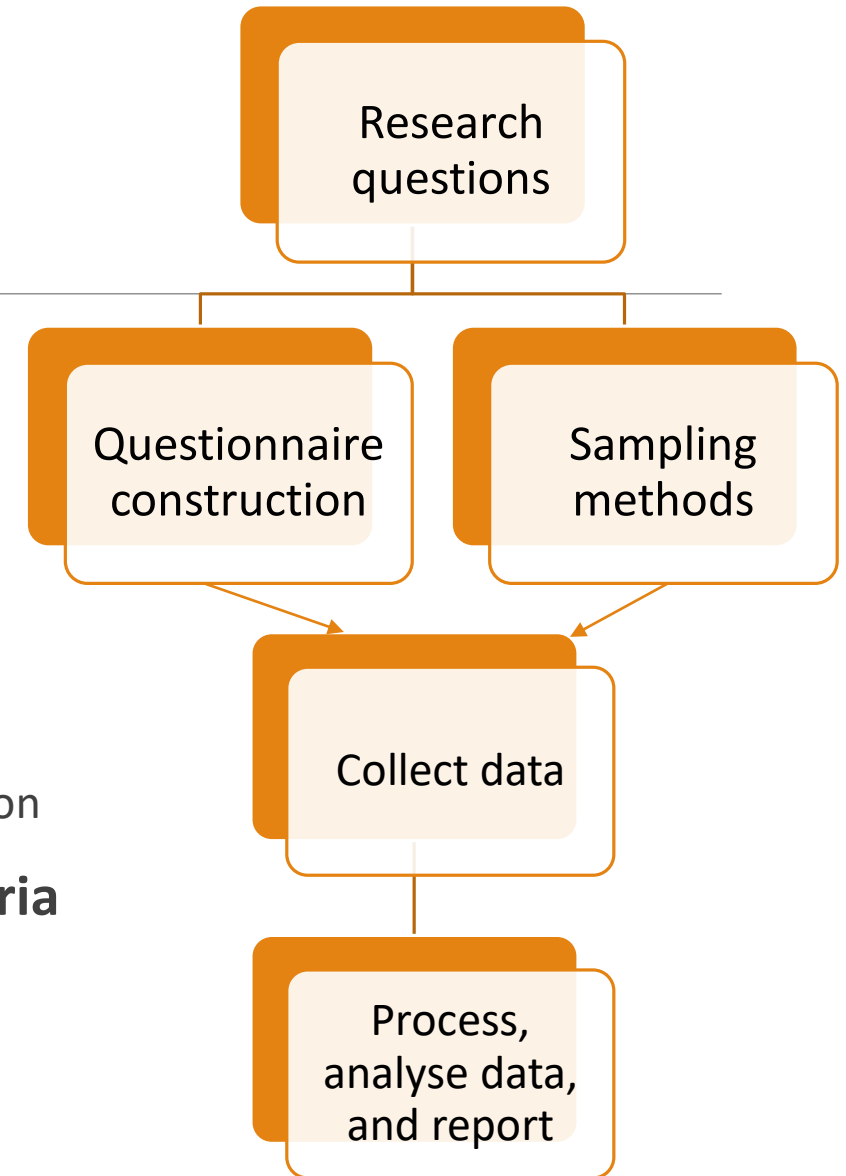 Research
questions
Questionnaire
construction
Sampling
methods
Collect data
on
ria
Process,
analyse data,
and report